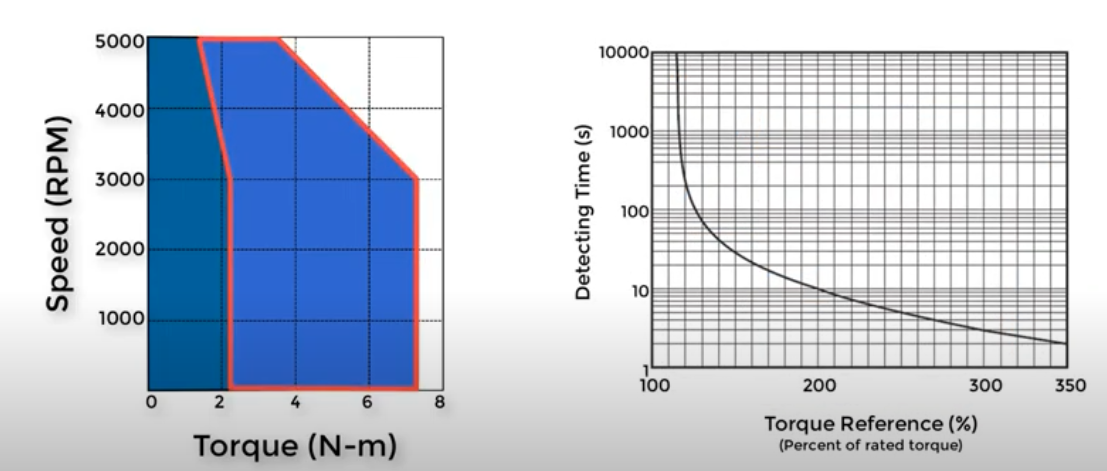 5000
4000
3000
2000
1000
0 2 4 6 8
Speed (RPM)
Torque (N-m)
10000
1000
100
10
1
100 200 300 350
Detecting Time (s)
Torque Reference (%)
(Percent of rated torque)